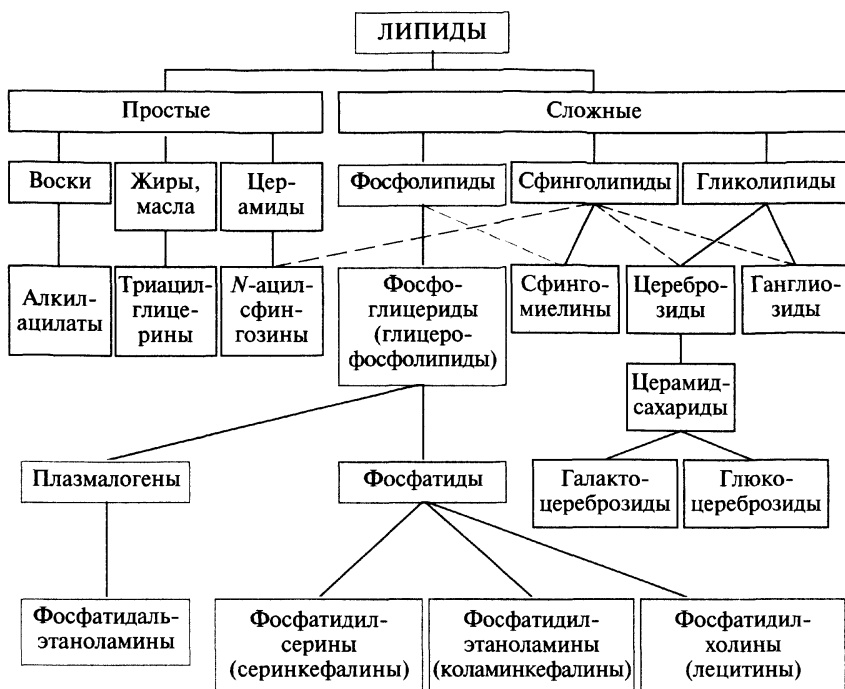 ЛИПИДЫ
Простые
Сложные
Воски
Жиры,
масла
Цер-
амиды
Фосфолипиды
Сфинголипиды
Гликолипиды
Алкил-
ацилаты
Триацил-
глице-
рины
N-ацил-
сфин-
гозины
Фосфо-
глицериды
(глицеро-
фосфолипиды)
Сфинго-
миелины
Цереброз-
иды
Ганглио-
зиды
Церамид-
сахариды
Плазмалогены
Фосфатиды
Галакто-
цереброзиды
Глюко-
цереброзиды
Фосфатидаль-
этаноламины
Фосфатидил-
серины
(серинкефалины)
Фосфатидил-
этаноламины
(коламинкефалины)
Фосфатидил-
холины
(лецитины)